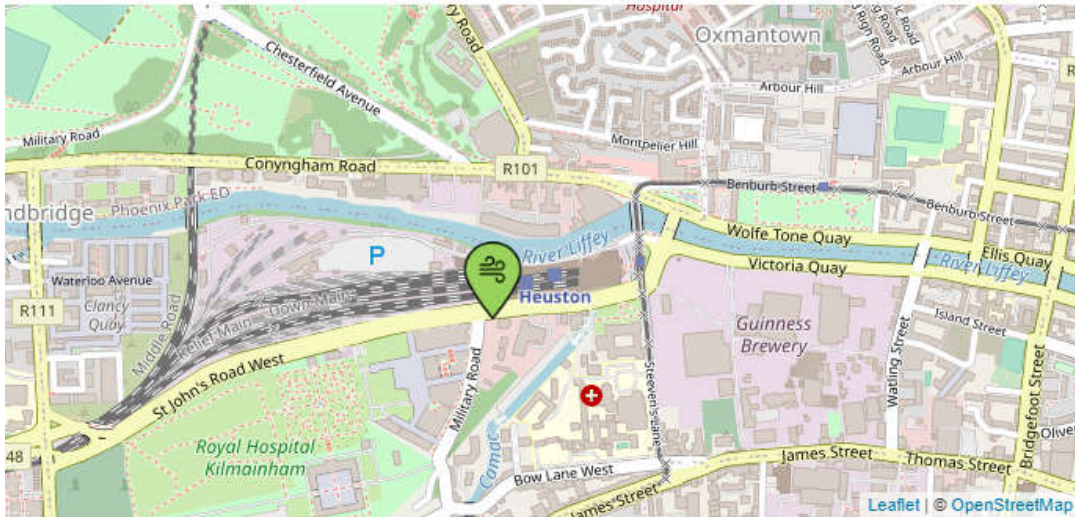 Hospital
Oxmantown
Arbour Hill
Arbour Hill
Chesterfield Avenue
Military Road
Montpelier Hill
Conyngham Road
R101
Benburb Street
Benburb Street
Phoenix Park ED
ndbridge
Wolfe Tone Quay
Ellis Quay
River Liffey
River Liffey
Victoria Quay
P
Waterloo Avenue
Clancy
Quay
R111
Middle Road
Relief Main
Down Main
Heuston
Island Street
Guinness
Brewery
Watling Street
Bridgefoot Street
St John's Road West
Military Road
Steeven's Lane
Royal Hospital
Kilmainham
Camac
Bow Lane West
James Street
James Street
Thomas Street
48
Leaflet | © OpenStreetMap